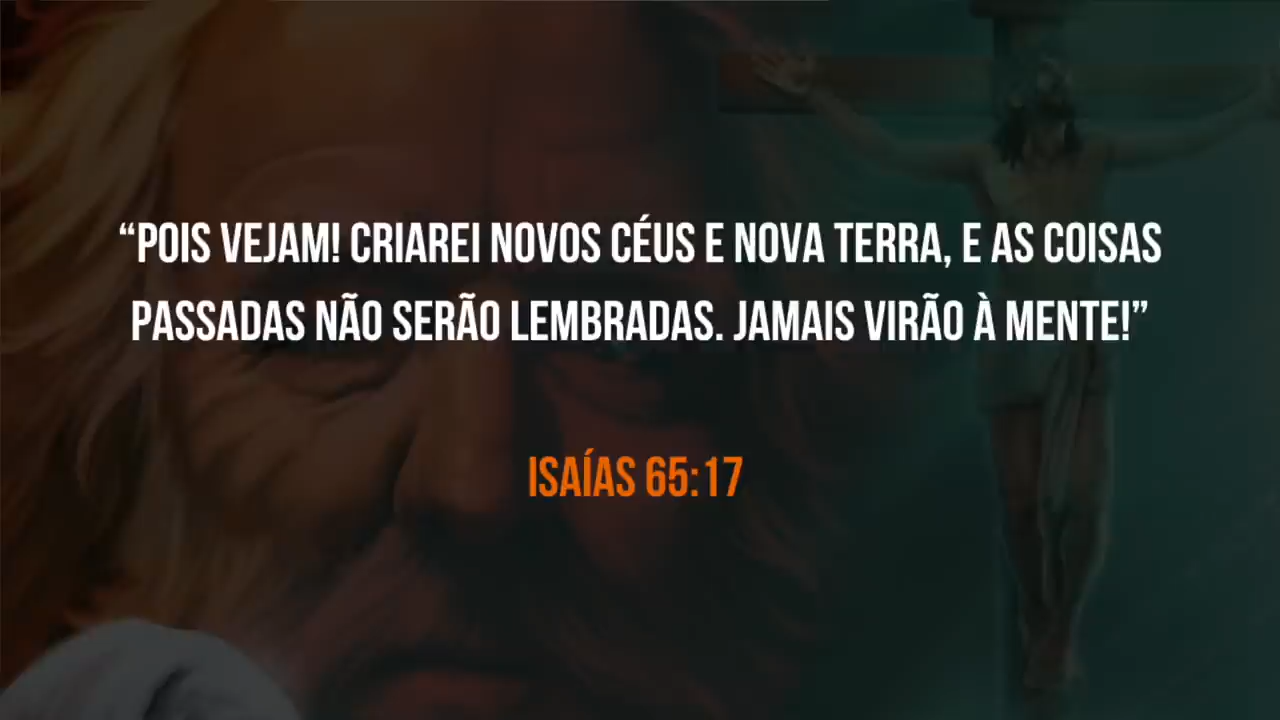 “POIS VEJAM! CRIAREI NOVOS CÉUS E NOVA TERRA, E AS COISAS
PASSADAS NÃO SERÃO LEMBRADAS. JAMAIS VIRÃO À MENTE!”
ISAÍAS 65:17